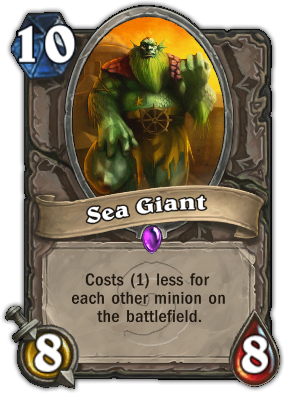 10
Sea Giant
Costs (1) less for
each other minion on
the battlefield.
8 8